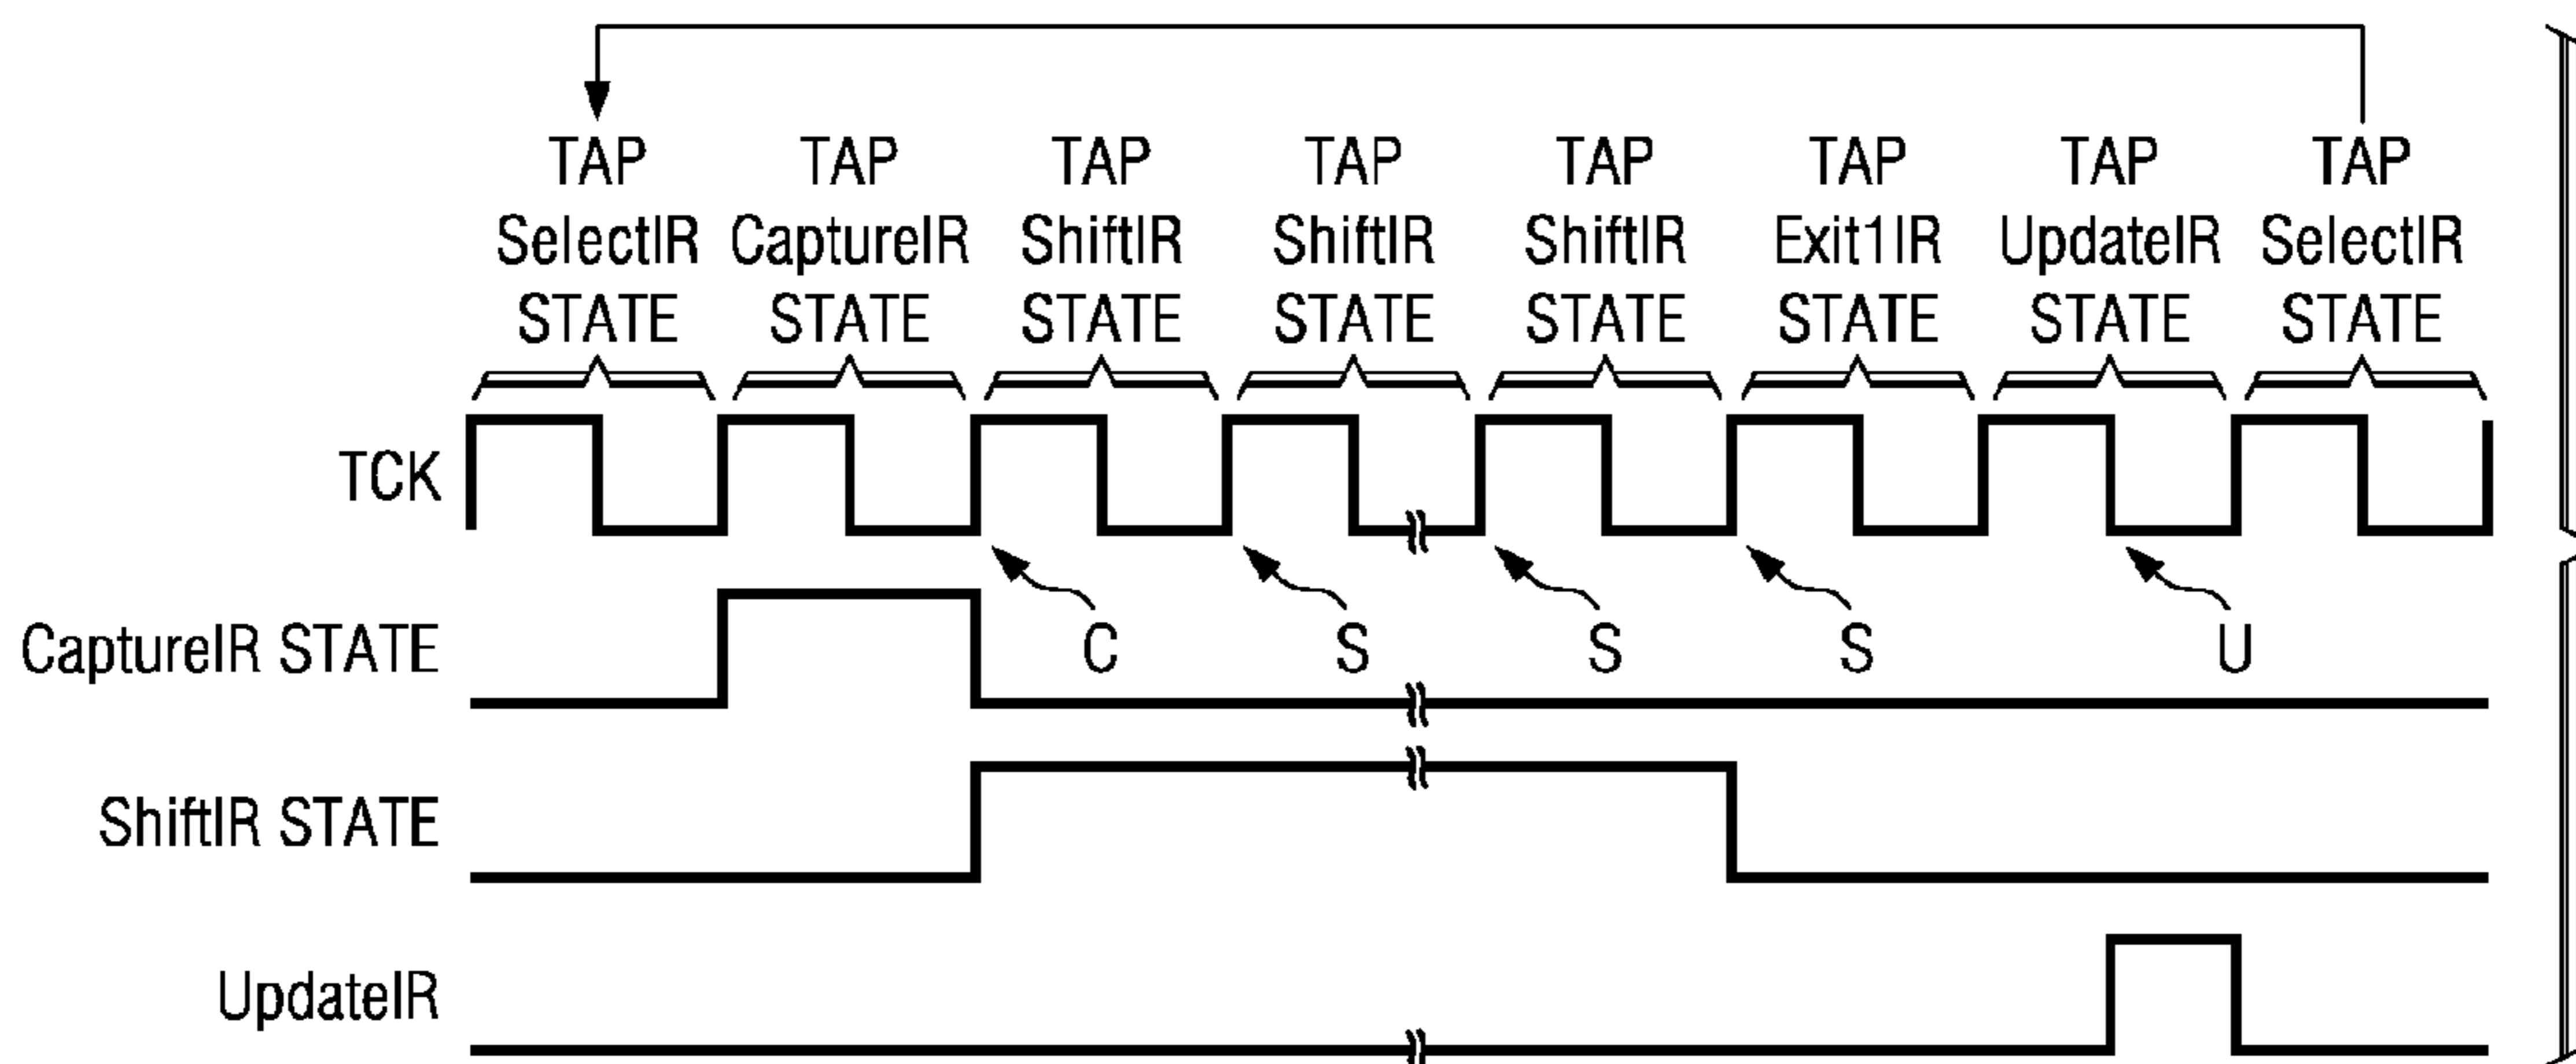 TAP TAP TAP TAP TAP TAP TAP TAP
SelectIR CaptureIR ShiftIR ShiftIR ShiftIR Exit1IR UpdateIR SelectIR
STATE STATE STATE STATE STATE STATE STATE STATE
TCK
CaptureIR STATE C S S S U
ShiftIR STATE
UpdateIR